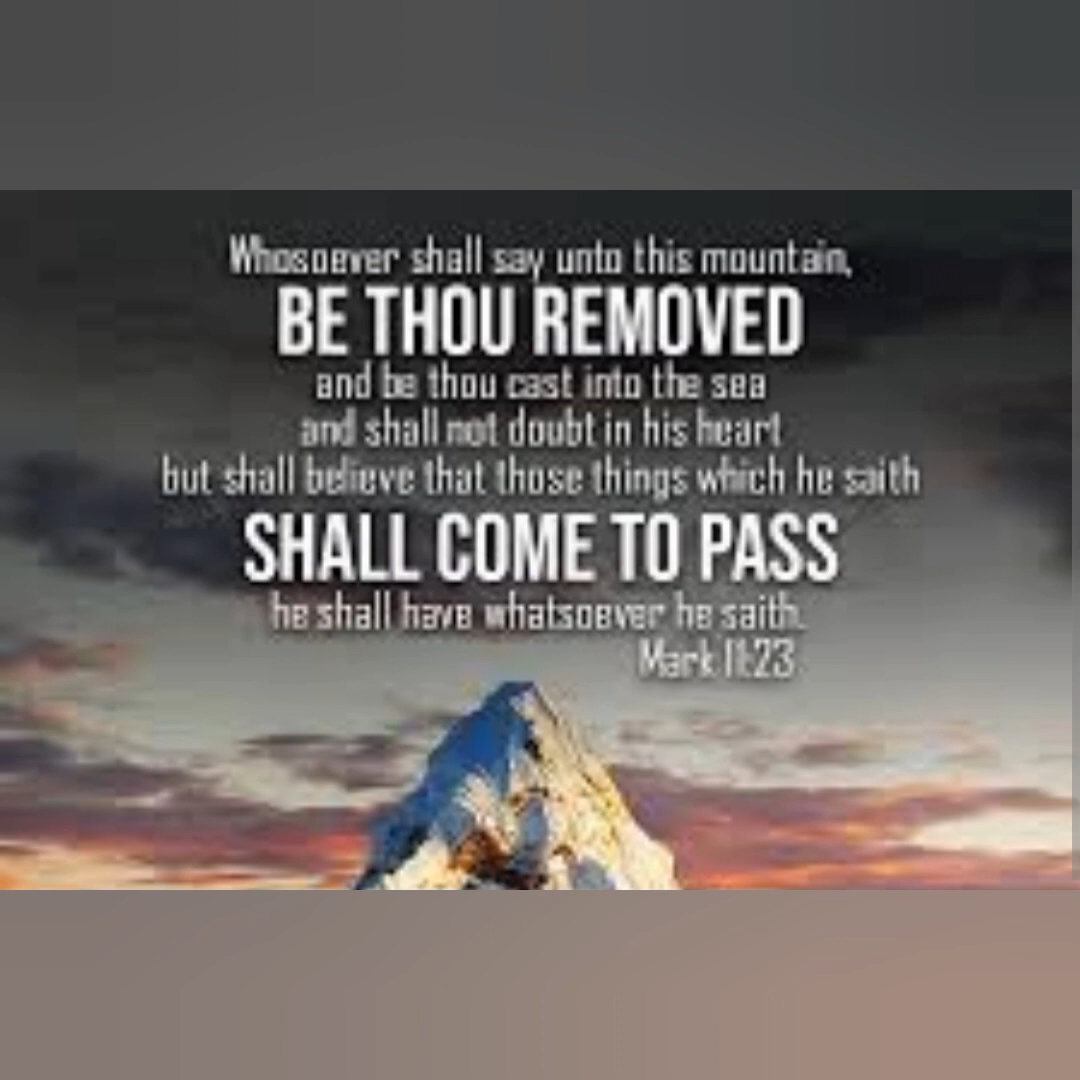 Whosoever shall say unto this mountain,
BE THOU REMOVED
and be thou cast into the sea
and shall not doubt in his heart
but shall believe that those things which he saith
SHALL COME TO PASS
he shall have whatsoever he saith.
Mark 11:23